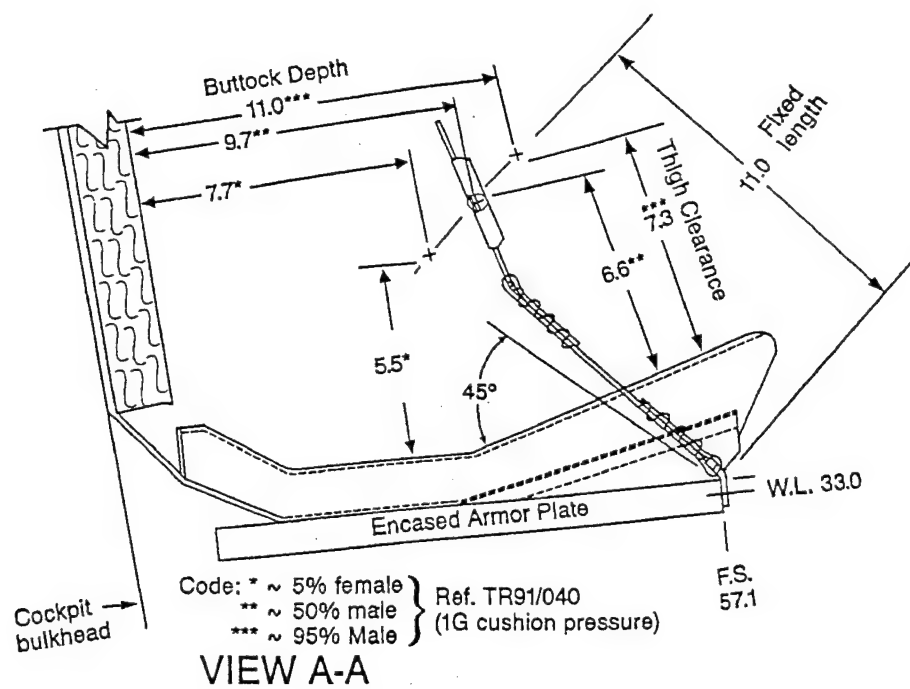 Buttock Depth
11.0***
9.7**
7.7*
Fixed
length
11.0
Thigh Clearance
***
7.3
6.6**
5.5*
45°
W.L. 33.0
Encased Armor Plate
F.S.
57.1
Code: * ~ 5% female
** ~ 50% male
*** ~ 95% Male
Ref. TR91/040
(1G cushion pressure)
Cockpit
bulkhead
VIEW A-A